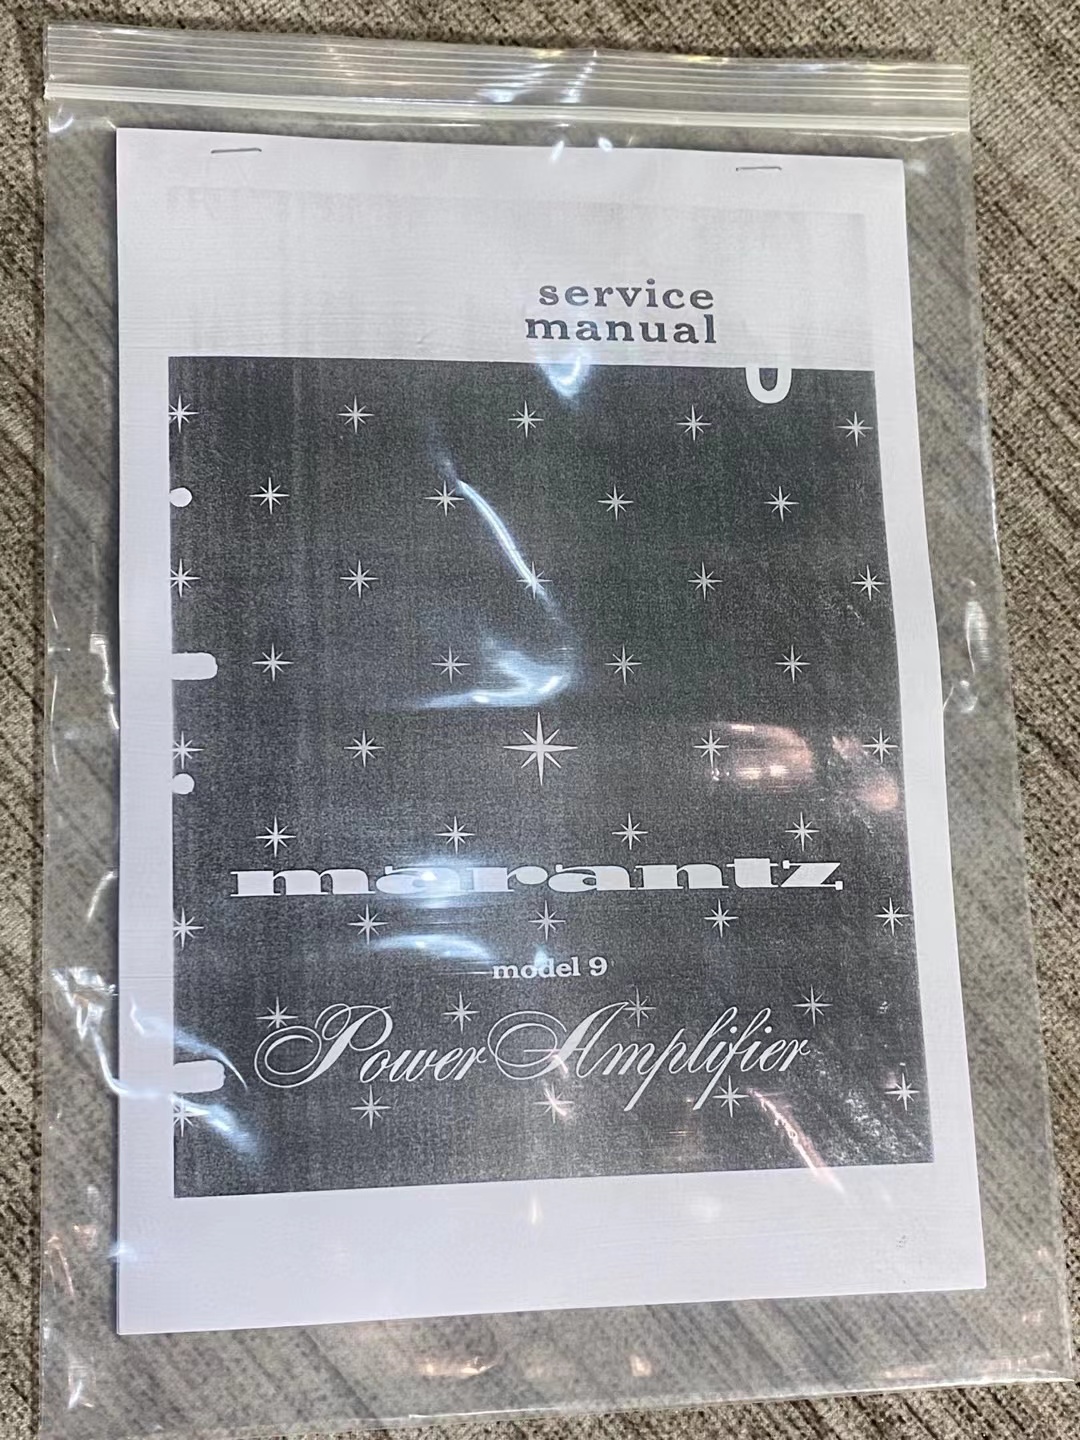 service
manual
marantz
model 9
Power Amplifier